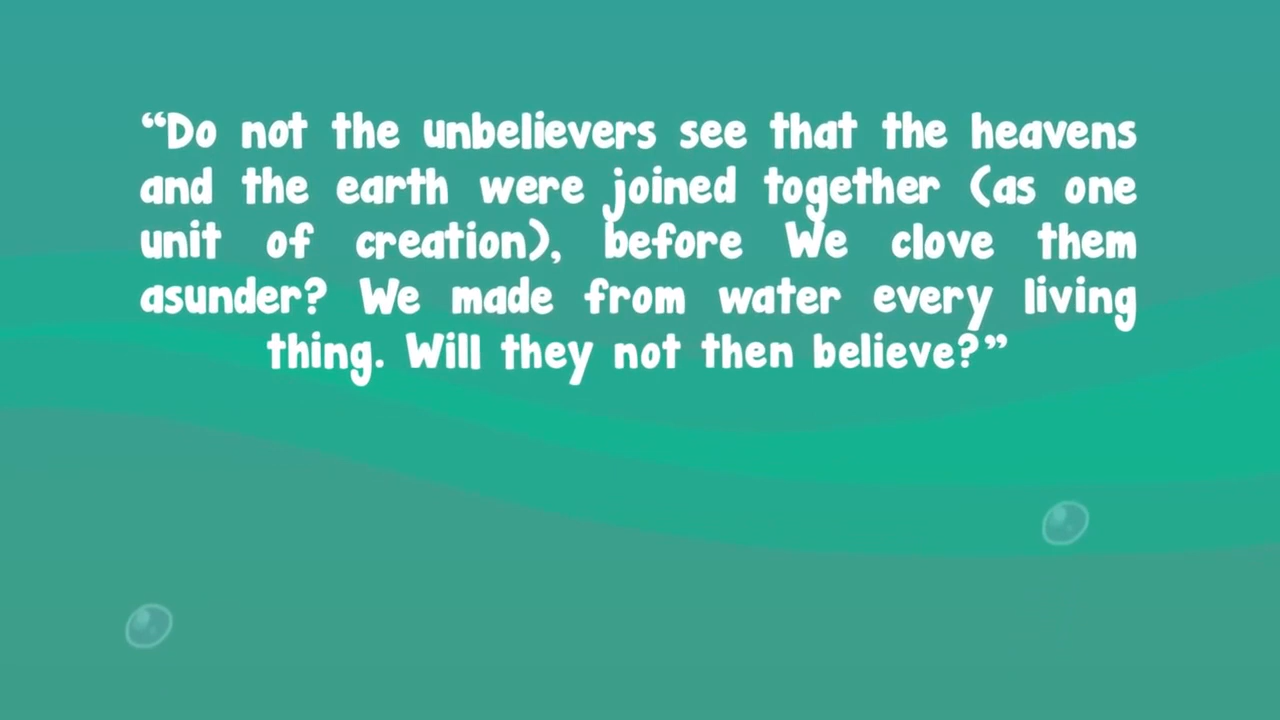 “Do not the unbelievers see that the heavens
and the earth were joined together (as one
unit of creation), before We clove them
asunder? We made from water every living
thing. Will they not then believe?”